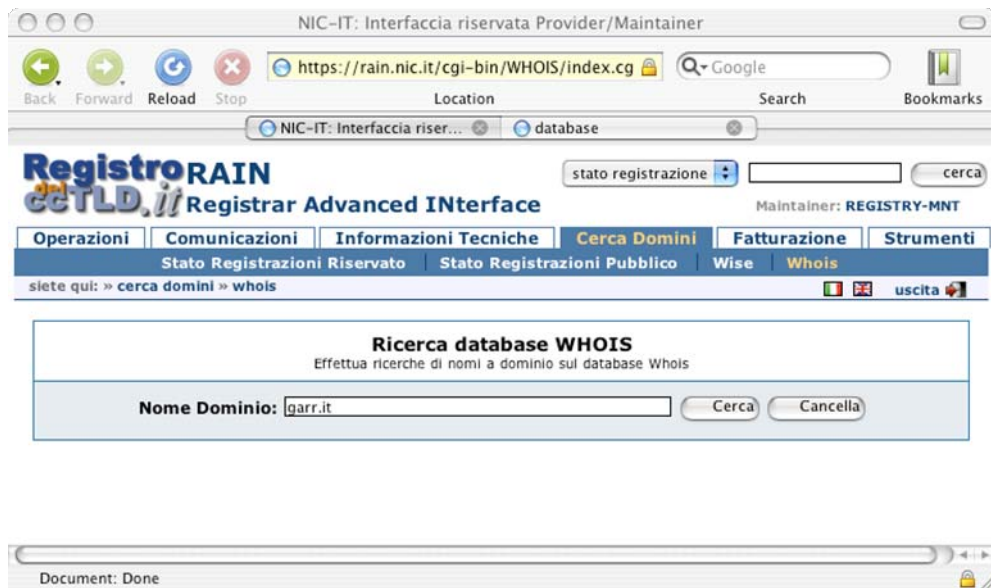 NIC-IT: Interfaccia riservata Provider/Maintainer
https://rain.nic.it/cgi-bin/WHOIS/index.cg
Google
Back Forward Reload Stop Location Search Bookmarks
NIC-IT: Interfaccia riser... database
Registro del ccTLD.it
RAIN
Registrar Advanced INterface
stato registrazione cerca
Maintainer: REGISTRY-MNT
Operazioni Comunicazioni Informazioni Tecniche Cerca Domini Fatturazione Strumenti
Stato Registrazioni Riservato Stato Registrazioni Pubblico Wise Whois
siete qui: » cerca domini » whois uscita
Ricerca database WHOIS
Effettua ricerche di nomi a dominio sul database Whois
Nome Dominio: garr.it Cerca Cancella
Document: Done